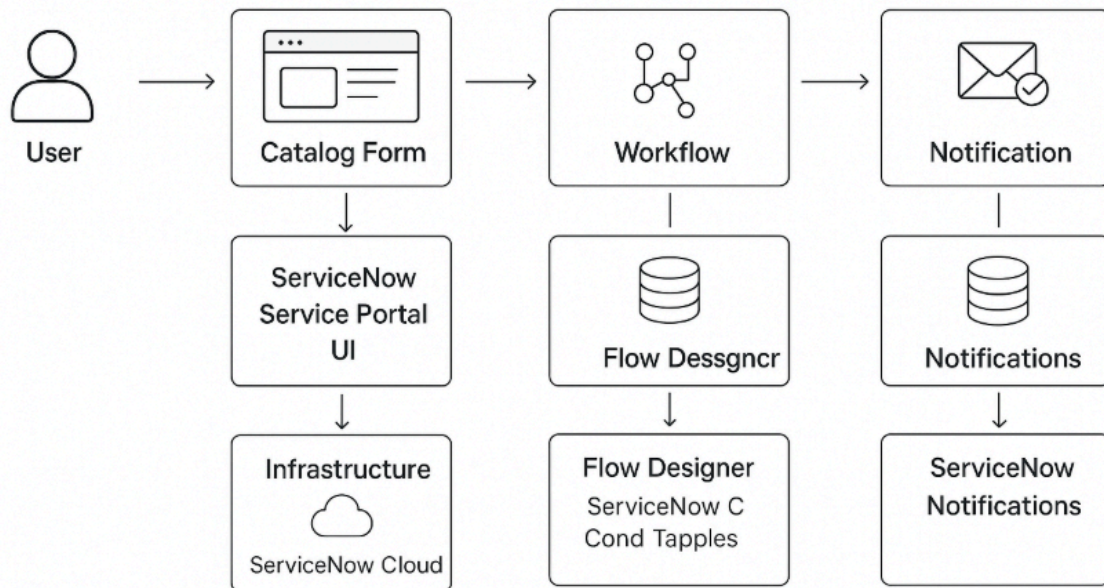 User
Catalog Form
Workflow
Notification
ServiceNow
Service Portal
UI
Flow Dessgncr
Notifications
Infrastructure
ServiceNow Cloud
Flow Designer
ServiceNow C
Cond Tapples
ServiceNow
Notifications